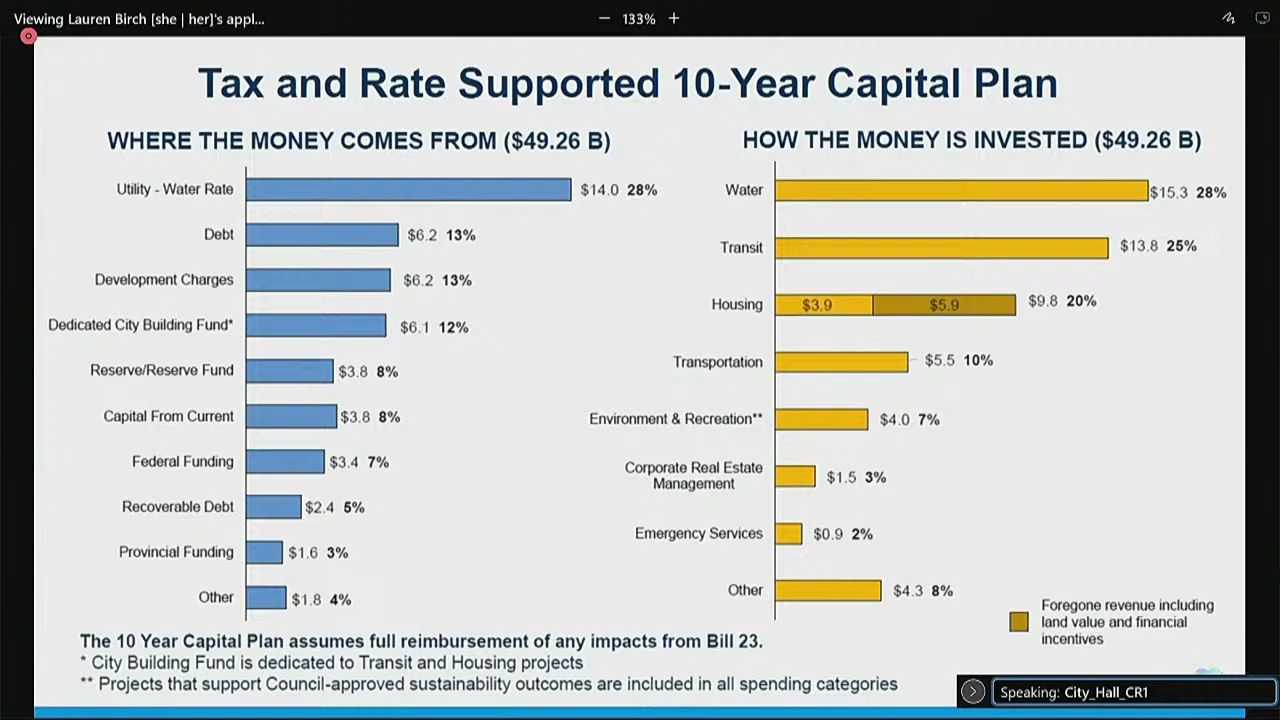 Viewing Lauren Birch [she | her]'s appl...
133%
Tax and Rate Supported 10-Year Capital Plan
WHERE THE MONEY COMES FROM ($49.26 B)
Utility - Water Rate $14.0 28%
Debt $6.2 13%
Development Charges $6.2 13%
Dedicated City Building Fund* $6.1 12%
Reserve/Reserve Fund $3.8 8%
Capital From Current $3.8 8%
Federal Funding $3.4 7%
Recoverable Debt $2.4 5%
Provincial Funding $1.6 3%
Other $1.8 4%
HOW THE MONEY IS INVESTED ($49.26 B)
Water $15.3 28%
Transit $13.8 25%
Housing $3.9 $5.9 $9.8 20%
Transportation $5.5 10%
Environment & Recreation** $4.0 7%
Corporate Real Estate
Management $1.5 3%
Emergency Services $0.9 2%
Other $4.3 8%
Foregone revenue including
land value and financial
incentives
The 10 Year Capital Plan assumes full reimbursement of any impacts from Bill 23.
* City Building Fund is dedicated to Transit and Housing projects
** Projects that support Council-approved sustainability outcomes are included in all spending categories
Speaking: City_Hall_CR1